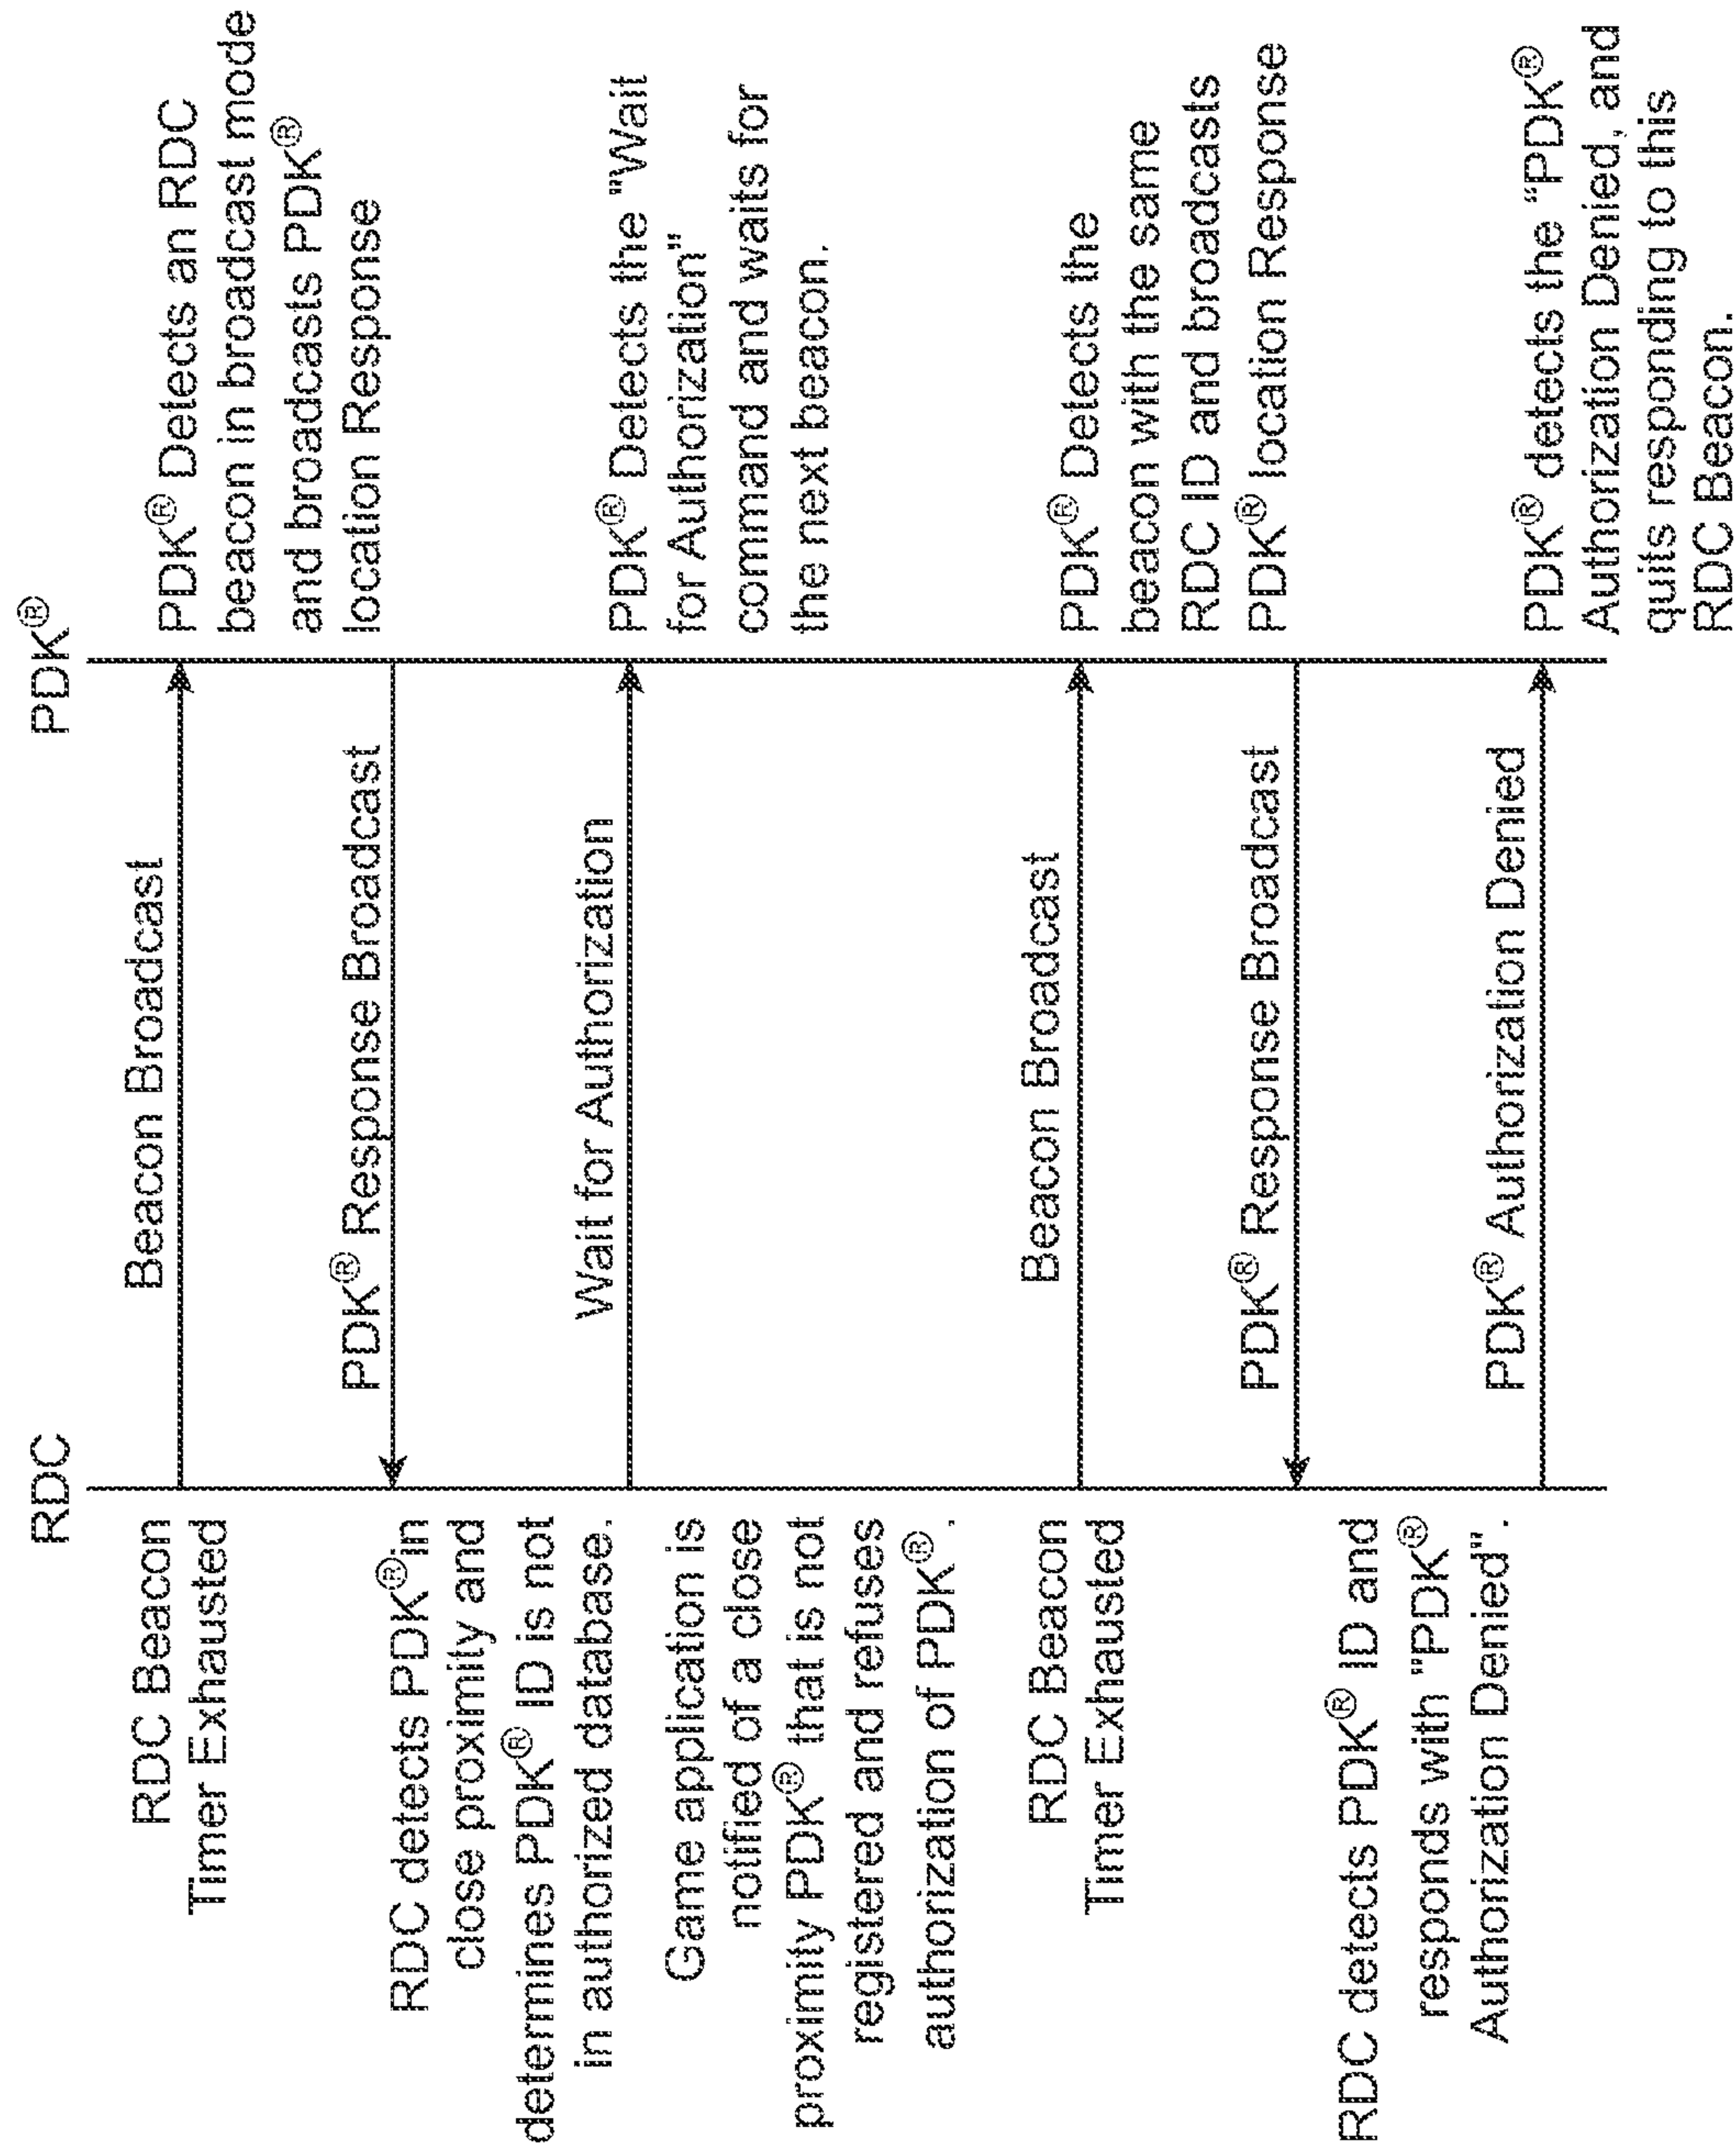 RDC
PDK®
RDC Beacon
Timer Exhausted
Beacon Broadcast
PDK® Detects an RDC
beacon in broadcast mode
and broadcasts PDK®
location Response
PDK® Response Broadcast
RDC detects PDK® in
close proximity and
determines PDK® ID is not
in authorized database.
Wait for Authorization
PDK® Detects the "Wait
for Authorization"
command and waits for
the next beacon.
Game application is
notified of a close
proximity PDK® that is not
registered and refuses
authorization of PDK®.
RDC Beacon
Timer Exhausted
Beacon Broadcast
PDK® Detects the
beacon with the same
RDC ID and broadcasts
PDK® location Response
PDK® Response Broadcast
RDC detects PDK® ID and
responds with "PDK®
Authorization Denied".
PDK® Authorization Denied
PDK® detects the “PDK®
Authorization Denied, and
quits responding to this
RDC Beacon.